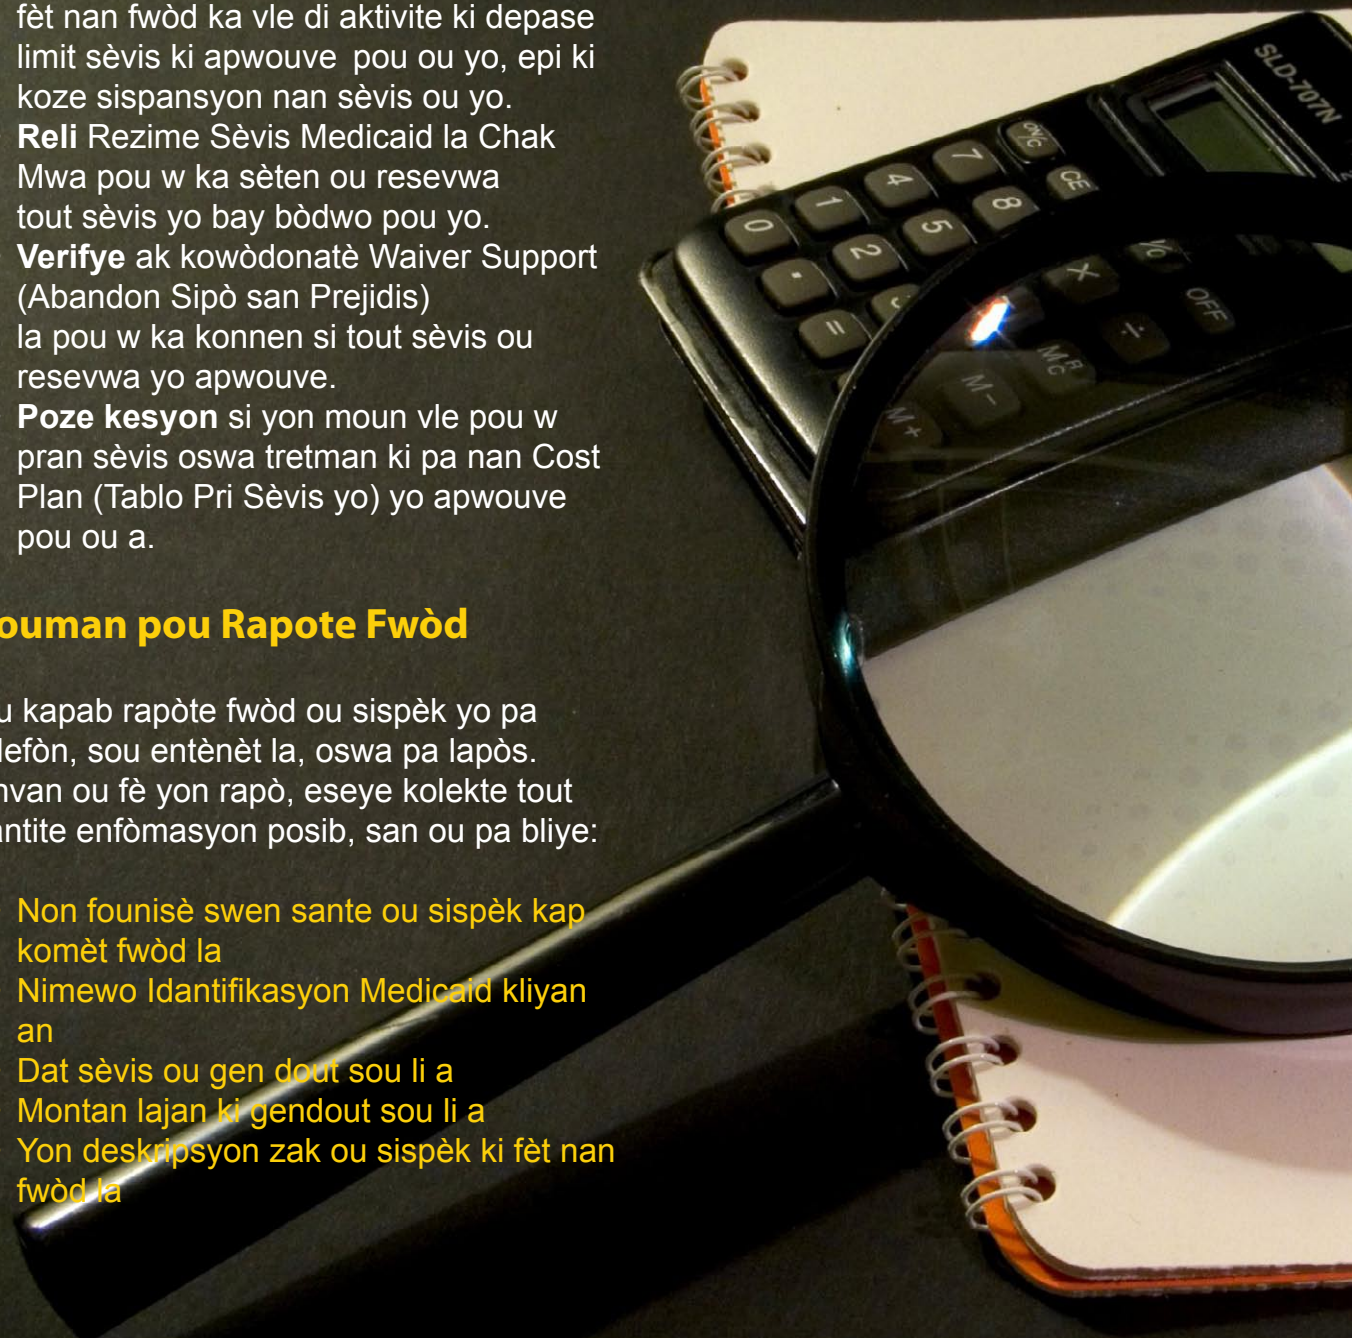 fèt nan fwòd ka vle di aktivite ki depase
limit sèvis ki apwouve pou ou yo, epi ki
koze sispansyon nan sèvis ou yo.
Reli Rezime Sèvis Medicaid la Chak
Mwa pou w ka sèten ou resevwa
tout sèvis yo bay bòdwo pou yo.
Verifye ak kowòdonatè Waiver Support
(Abandon Sipò san Prejidis)
la pou w ka konnen si tout sèvis ou
resevwa yo apwouve.
Poze kesyon si yon moun vle pou w
pran sèvis oswa tretman ki pa nan Cost
Plan (Tablo Pri Sèvis yo) yo apwouve
pou ou a.
ouman pou Rapote Fwòd
u kapab rapòte fwòd ou sispèk yo pa
lefòn, sou entènèt la, oswa pa lapòs.
nvan ou fè yon rapò, eseye kolekte tout
antite enfòmasyon posib, san ou pa bliye:
Non founisè swen sante ou sispèk kap
komèt fwòd la
Nimewo Idantifikasyon Medicaid kliyan
an
Dat sèvis ou gen dout sou li a
Montan lajan ki gendout sou li a
Yon deskripsyon zak ou sispèk ki fèt nan
fwòd la
SLD-707N
ON/C
CE
7
8
4
5
1
2
0
.
=
%
×
OFF
÷
MRC
M−
M+